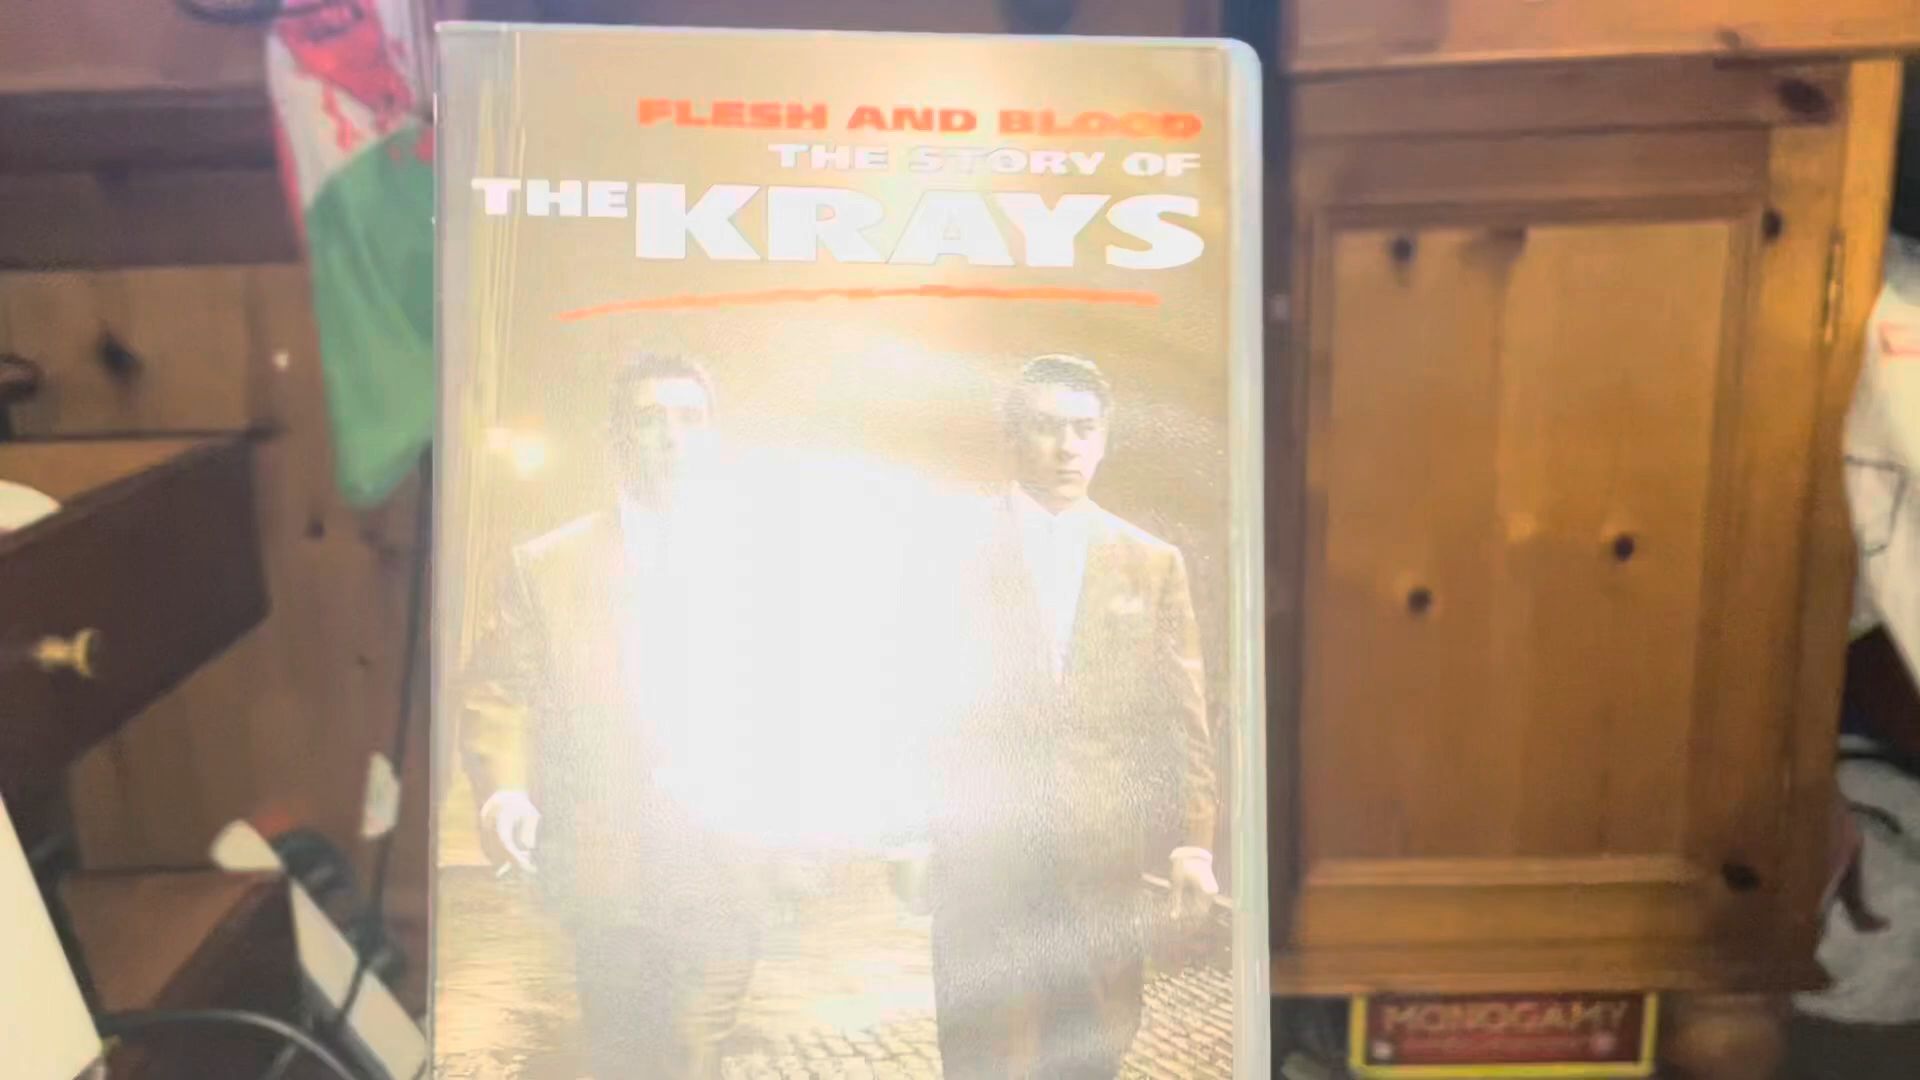 FLESH AND BLOOD
THE STORY OF
THE KRAYS
MONOGAMY